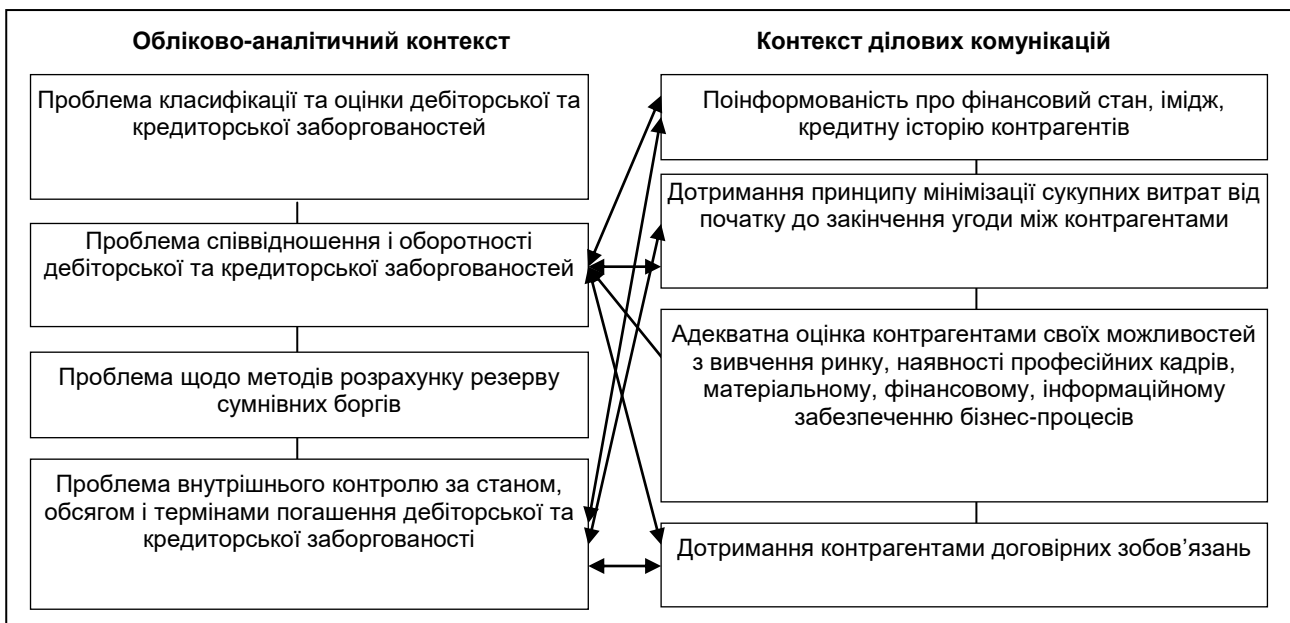 Обліково-аналітичний контекст
Проблема класифікації та оцінки дебіторської та
кредиторської заборгованостей
Проблема співвідношення і оборотності
дебіторської та кредиторської заборгованостей
Проблема щодо методів розрахунку резерву
сумнівних боргів
Проблема внутрішнього контролю за станом,
обсягом і термінами погашення дебіторської та
кредиторської заборгованості
Контекст ділових комунікацій
Поінформованість про фінансовий стан, імідж,
кредитну історію контрагентів
Дотримання принципу мінімізації сукупних витрат від
початку до закінчення угоди між контрагентами
Адекватна оцінка контрагентами своїх можливостей
з вивчення ринку, наявності професійних кадрів,
матеріальному, фінансовому, інформаційному
забезпеченню бізнес-процесів
Дотримання контрагентами договірних зобов’язань